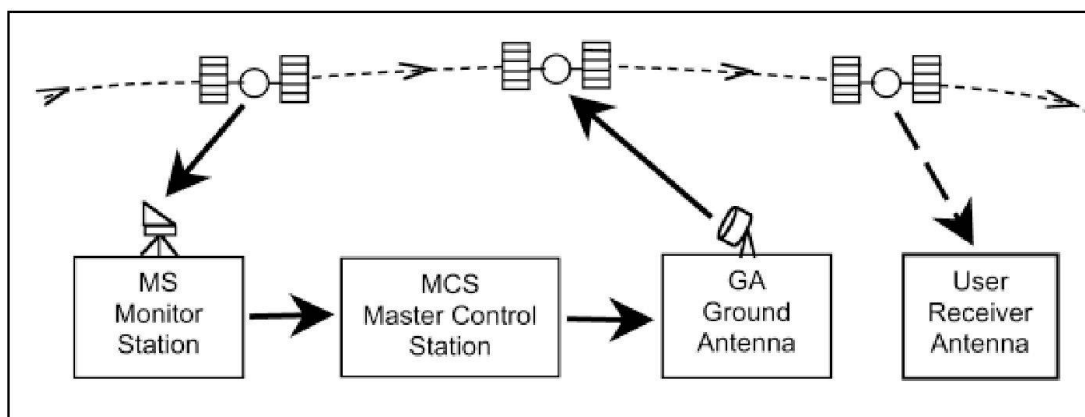 MS
Monitor
Station
MCS
Master Control
Station
GA
Ground
Antenna
User
Receiver
Antenna